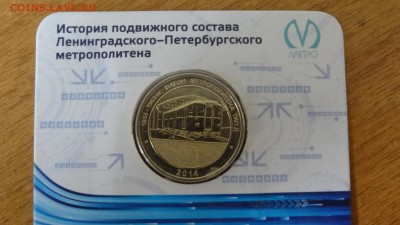 COINS.LAVE.RU
История подвижного состава
Ленинградского–Петербургского
метрополитена
МЕТРО
2014